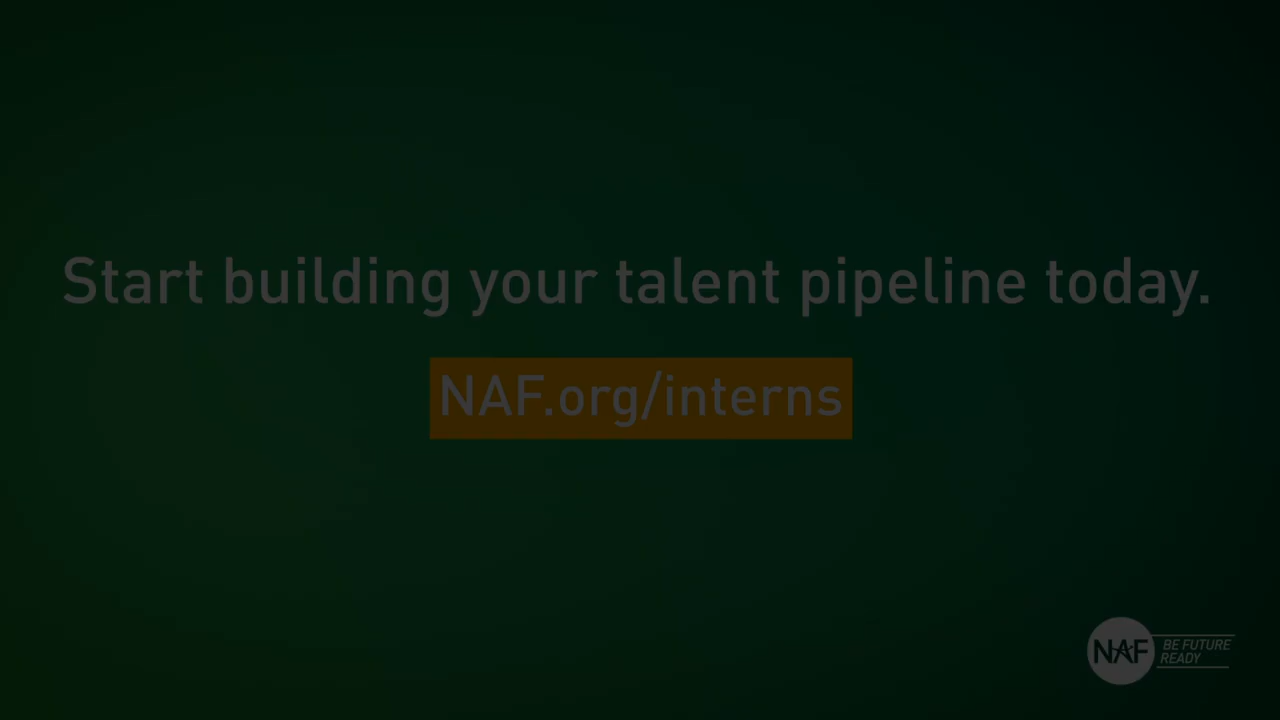 Start building your talent pipeline today.
NAF.org/interns
NAF
BE FUTURE
READY